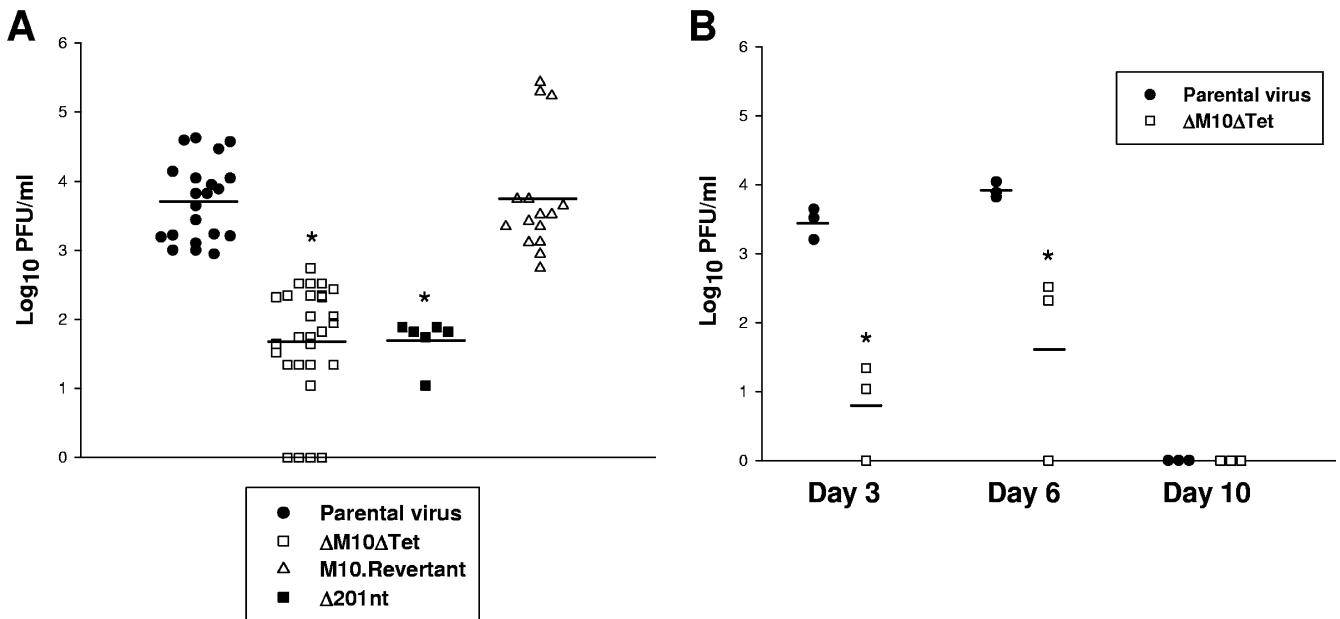 A
6
5
4
3
2
1
0
Log10 PFU/ml
*
*
Parental virus
ΔM10ΔTet
M10.Revertant
Δ201nt
B
6
5
4
3
2
1
0
Log10 PFU/ml
*
*
Parental virus
ΔM10ΔTet
Day 3 Day 6 Day 10